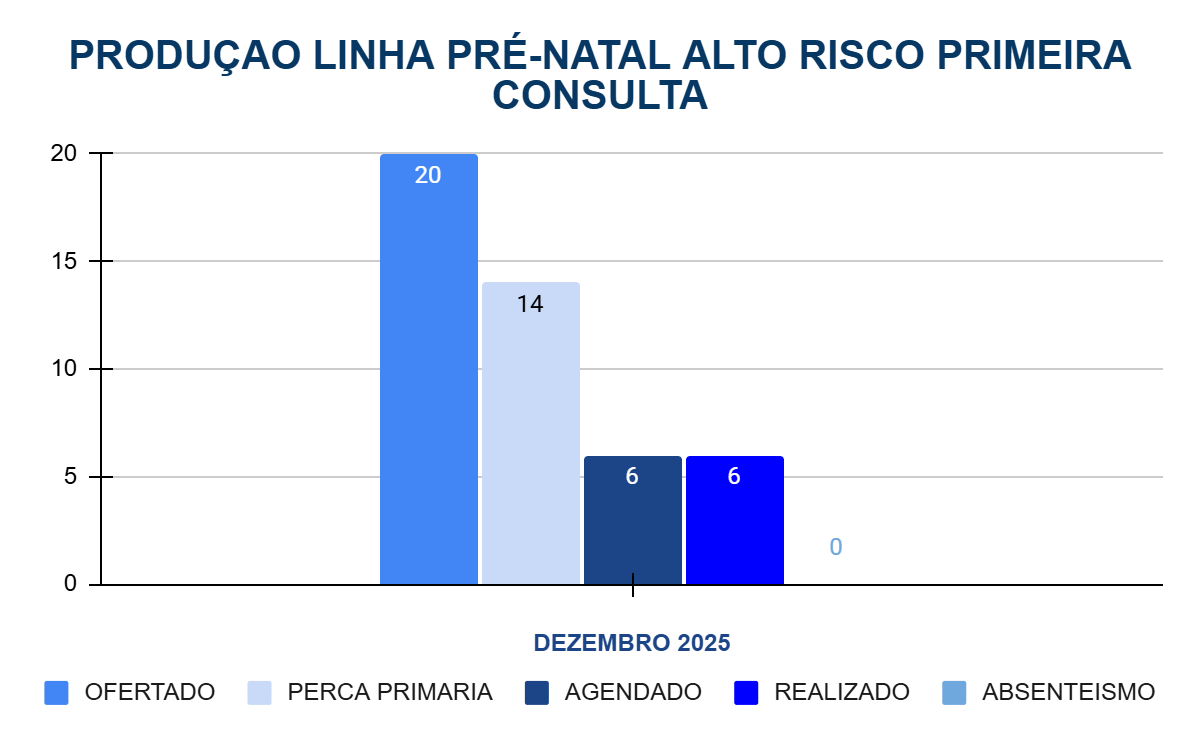 PRODUÇAO LINHA PRÉ-NATAL ALTO RISCO PRIMEIRA
CONSULTA
20
15
10
5
0
20
14
6
6
0
DEZEMBRO 2025
OFERTADO
PERCA PRIMARIA
AGENDADO
REALIZADO
ABSENTEISMO